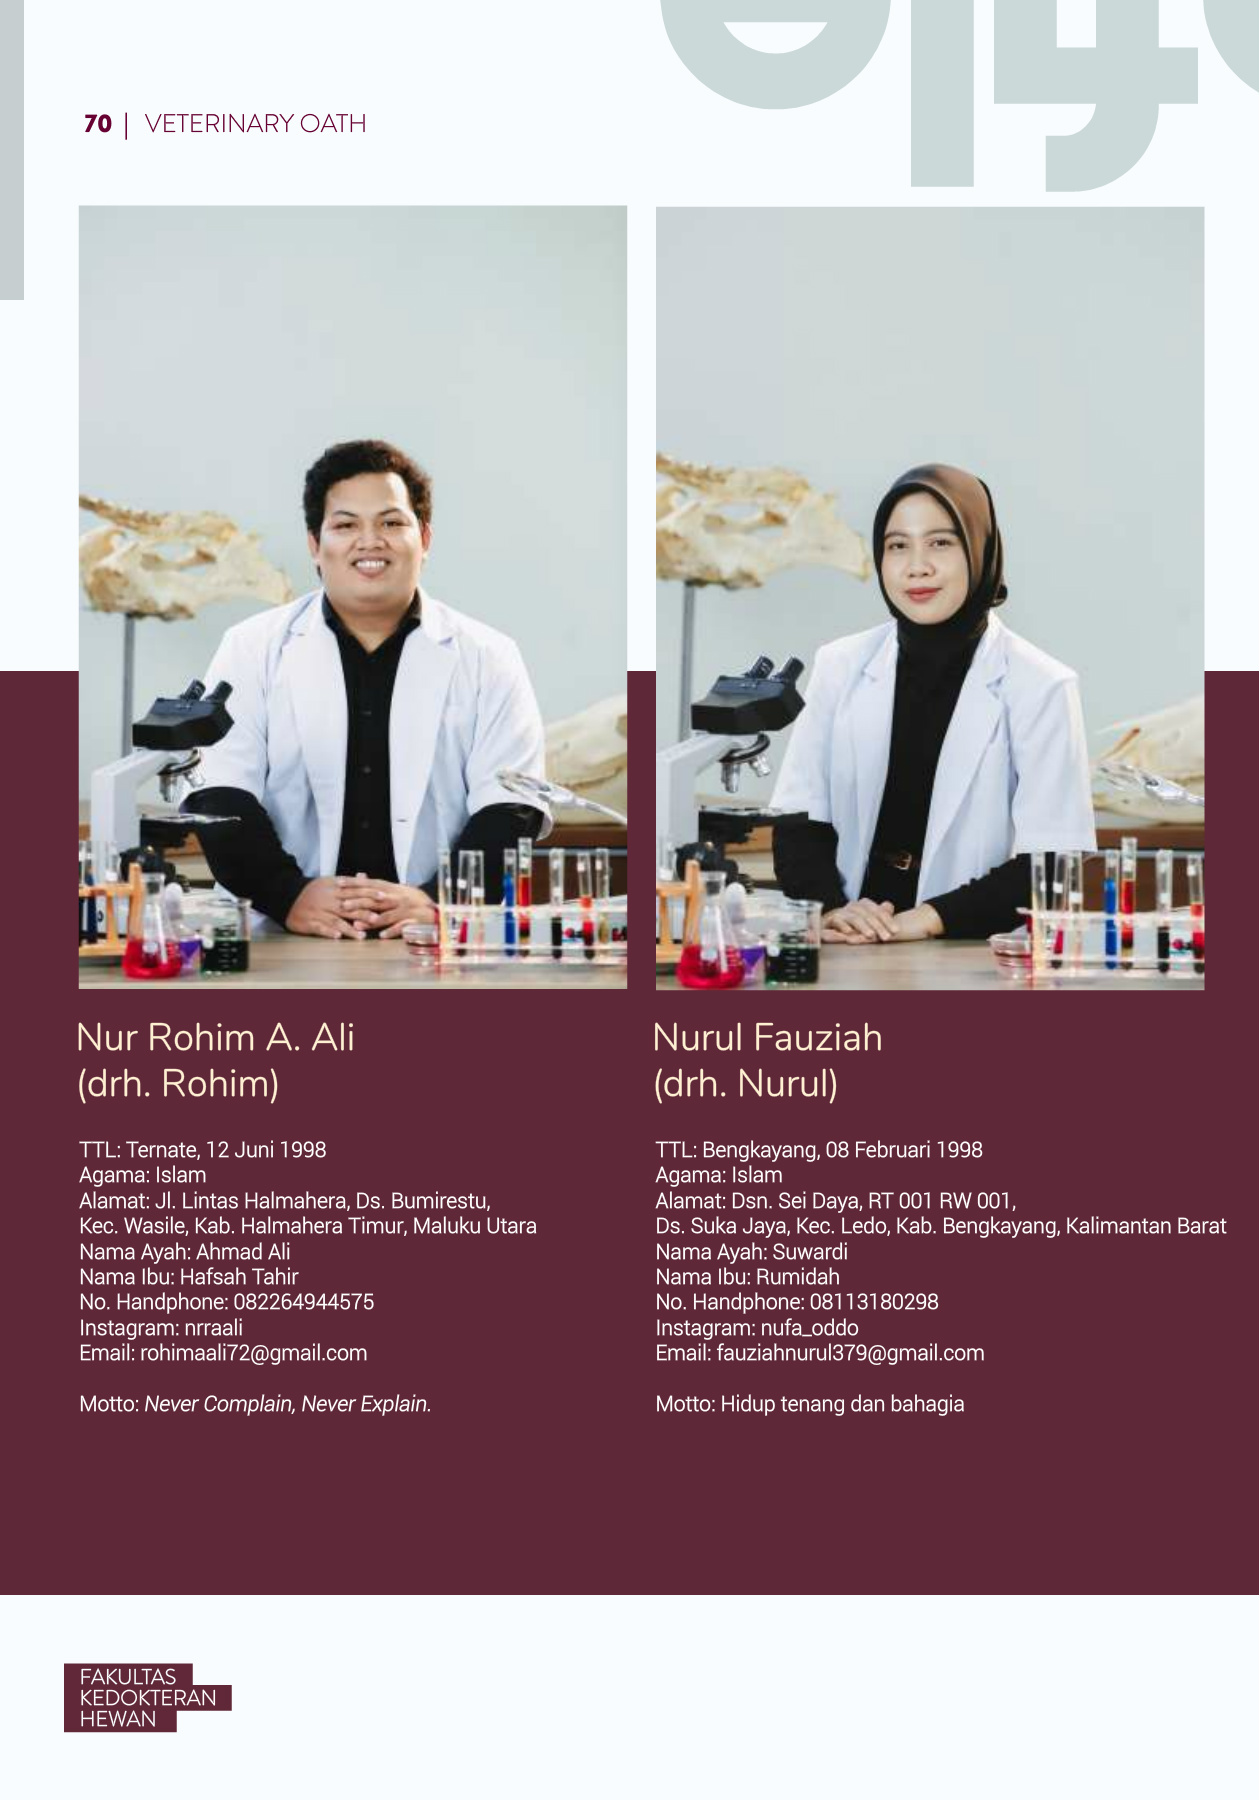 70 | VETERINARY OATH
Nur Rohim A. Ali
(drh. Rohim)
TTL: Ternate, 12 Juni 1998
Agama: Islam
Alamat: Jl. Lintas Halmahera, Ds. Bumirestu,
Kec. Wasile, Kab. Halmahera Timur, Maluku Utara
Nama Ayah: Ahmad Ali
Nama Ibu: Hafsah Tahir
No. Handphone: 082264944575
Instagram: nrraali
Email: rohimaali72@gmail.com
Motto: Never Complain, Never Explain.
Nurul Fauziah
(drh. Nurul)
TTL: Bengkayang, 08 Februari 1998
Agama: Islam
Alamat: Dsn. Sei Daya, RT 001 RW 001,
Ds. Suka Jaya, Kec. Ledo, Kab. Bengkayang, Kalimantan Barat
Nama Ayah: Suwardi
Nama Ibu: Rumidah
No. Handphone: 08113180298
Instagram: nufa_oddo
Email: fauziahnurul379@gmail.com
Motto: Hidup tenang dan bahagia
FAKULTAS
KEDOKTERAN
HEWAN